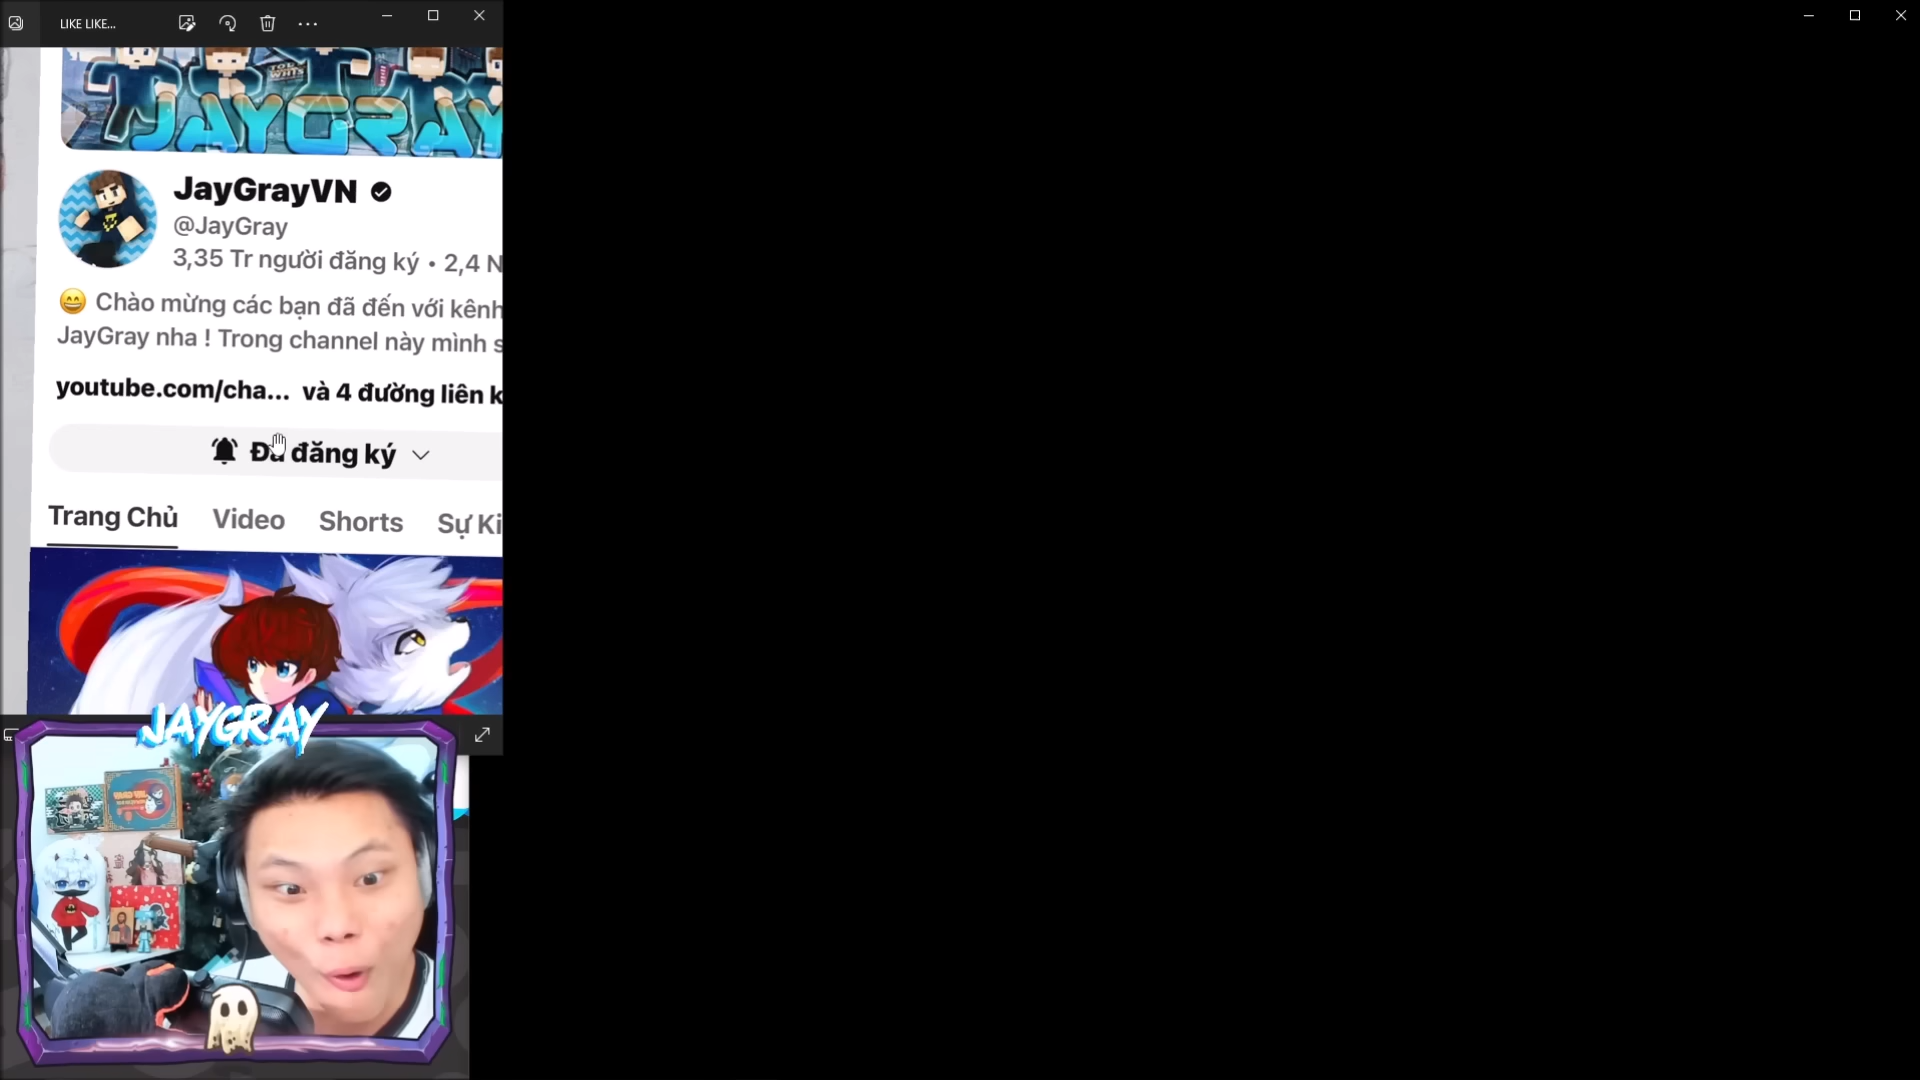 LIKE LIKE...
JAYGRAY
JayGrayVN
@JayGray
3,35 Tr người đăng ký • 2,4 N
😄 Chào mừng các bạn đã đến với kênh
JayGray nha ! Trong channel này mình s
youtube.com/cha... và 4 đường liên k
Đã đăng ký
Trang Chủ Video Shorts Sự Ki
JAYGRAY